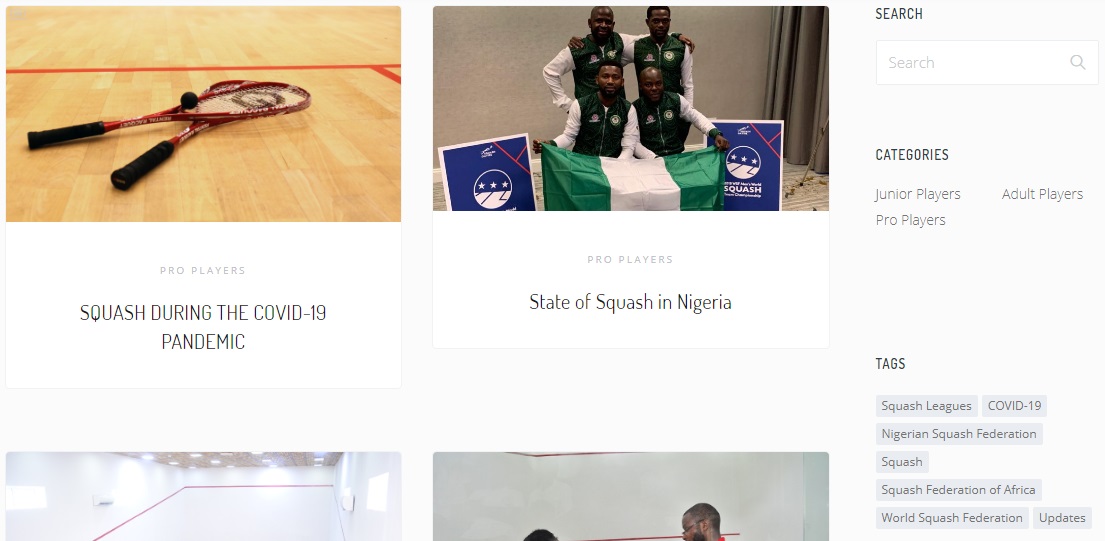 PRO PLAYERS
SQUASH DURING THE COVID-19
PANDEMIC
SQUASH
PRO PLAYERS
State of Squash in Nigeria
SEARCH
Search
CATEGORIES
Junior Players
Adult Players
Pro Players
TAGS
Squash Leagues
COVID-19
Nigerian Squash Federation
Squash
Squash Federation of Africa
World Squash Federation
Updates